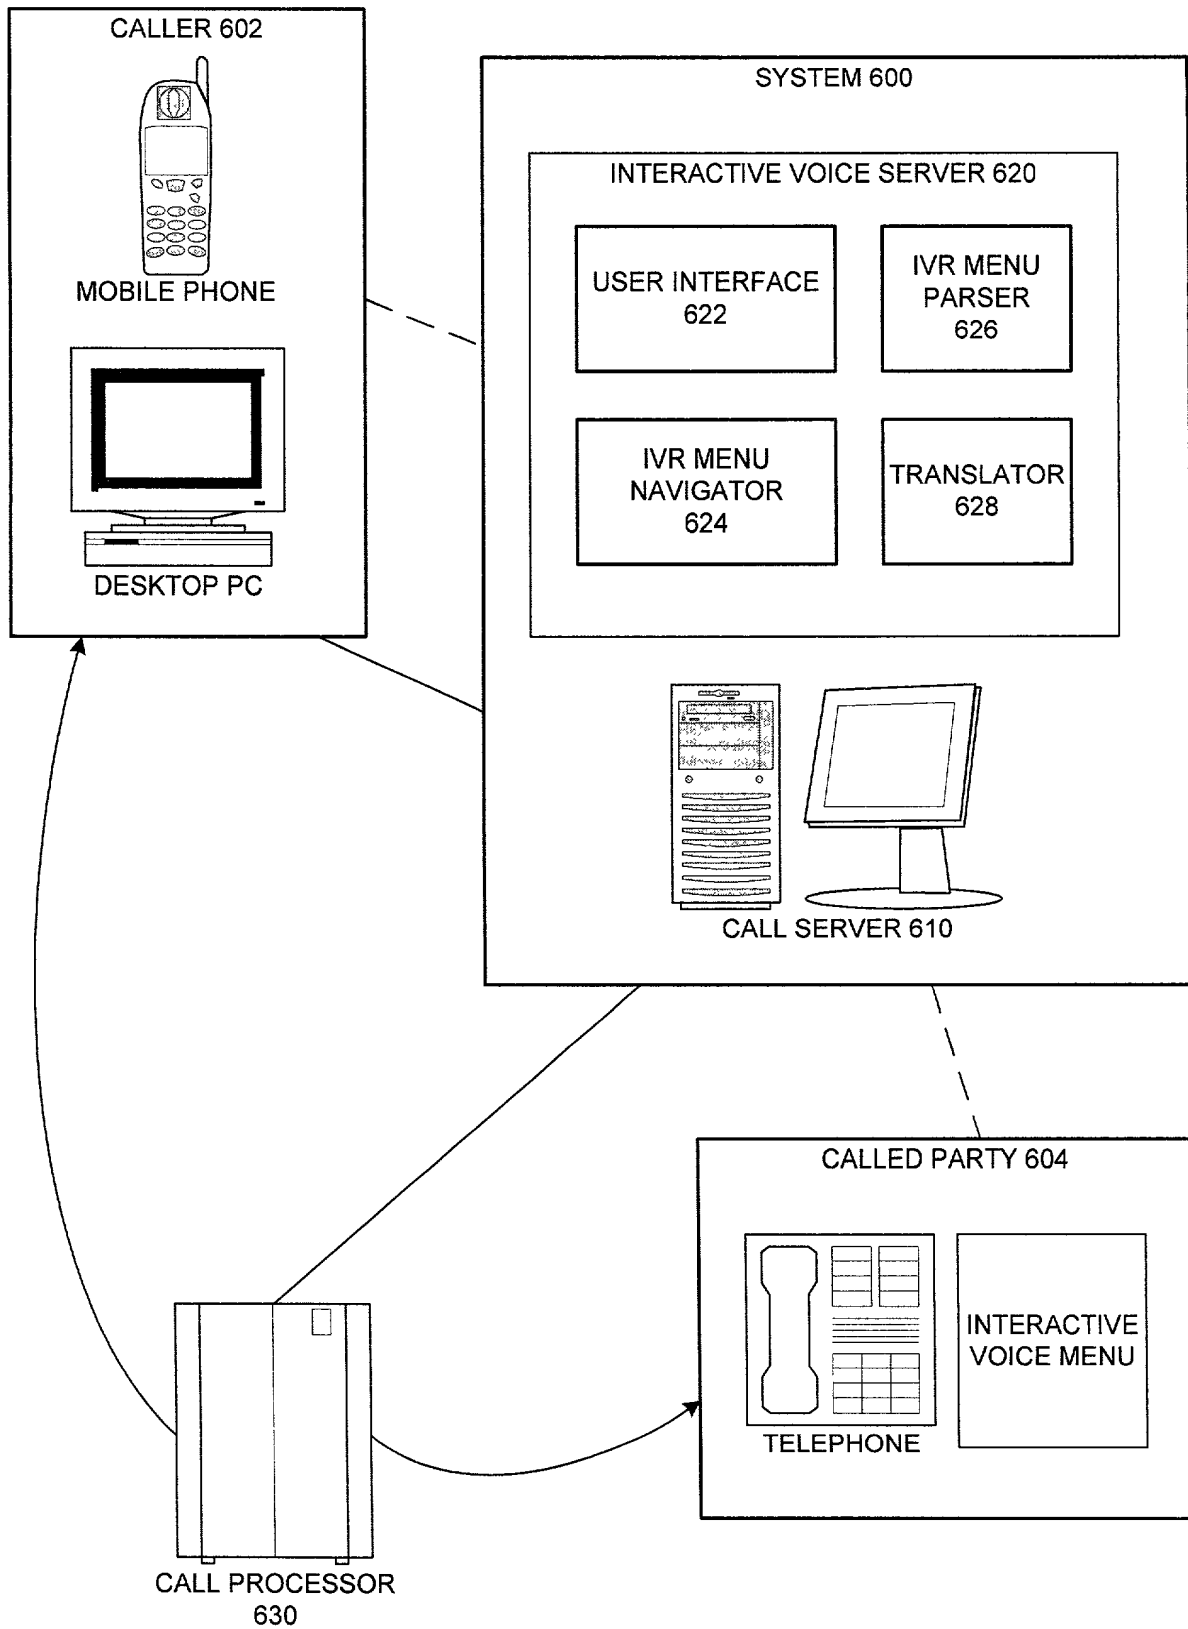 CALLER 602
MOBILE PHONE
DESKTOP PC
SYSTEM 600
INTERACTIVE VOICE SERVER 620
USER INTERFACE
622
IVR MENU
PARSER
626
IVR MENU
NAVIGATOR
624
TRANSLATOR
628
CALL SERVER 610
CALLED PARTY 604
TELEPHONE
INTERACTIVE
VOICE MENU
CALL PROCESSOR
630